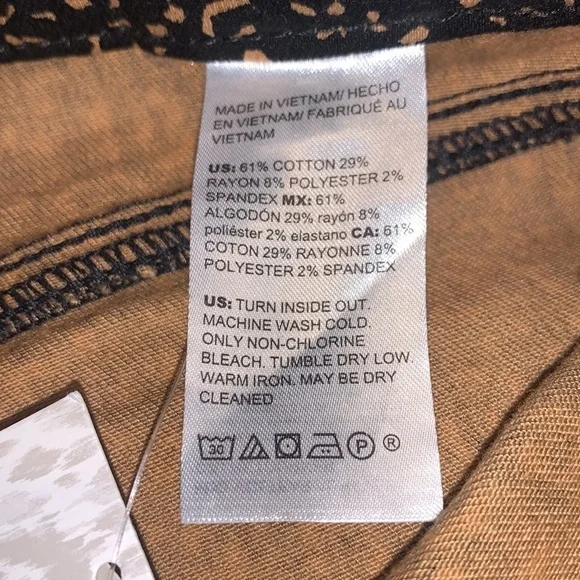 MADE IN VIETNAM/ HECHO
EN VIETNAM/ FABRIQUÉ AU
VIETNAM
US: 61% COTTON 29%
RAYON 8% POLYESTER 2%
SPANDEX MX: 61%
ALGODÓN 29% rayón 8%
poliéster 2% elastano CA: 61%
COTON 29% RAYONNE 8%
POLYESTER 2% SPANDEX
US: TURN INSIDE OUT.
MACHINE WASH COLD.
ONLY NON-CHLORINE
BLEACH. TUMBLE DRY LOW.
WARM IRON. MAY BE DRY
CLEANED
30 P ®